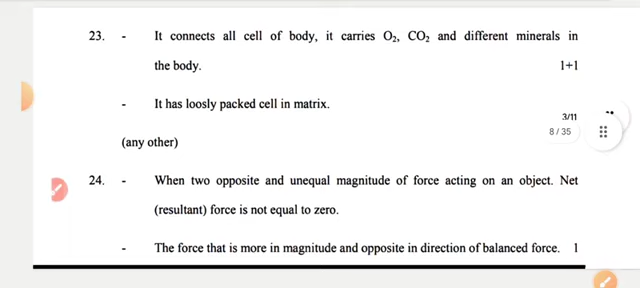 23. - It connects all cell of body, it carries O₂, CO₂ and different minerals in
the body. 1+1
- It has loosly packed cell in matrix.
3/11
(any other)
8 / 35
24. - When two opposite and unequal magnitude of force acting on an object. Net
(resultant) force is not equal to zero.
- The force that is more in magnitude and opposite in direction of balanced force. 1